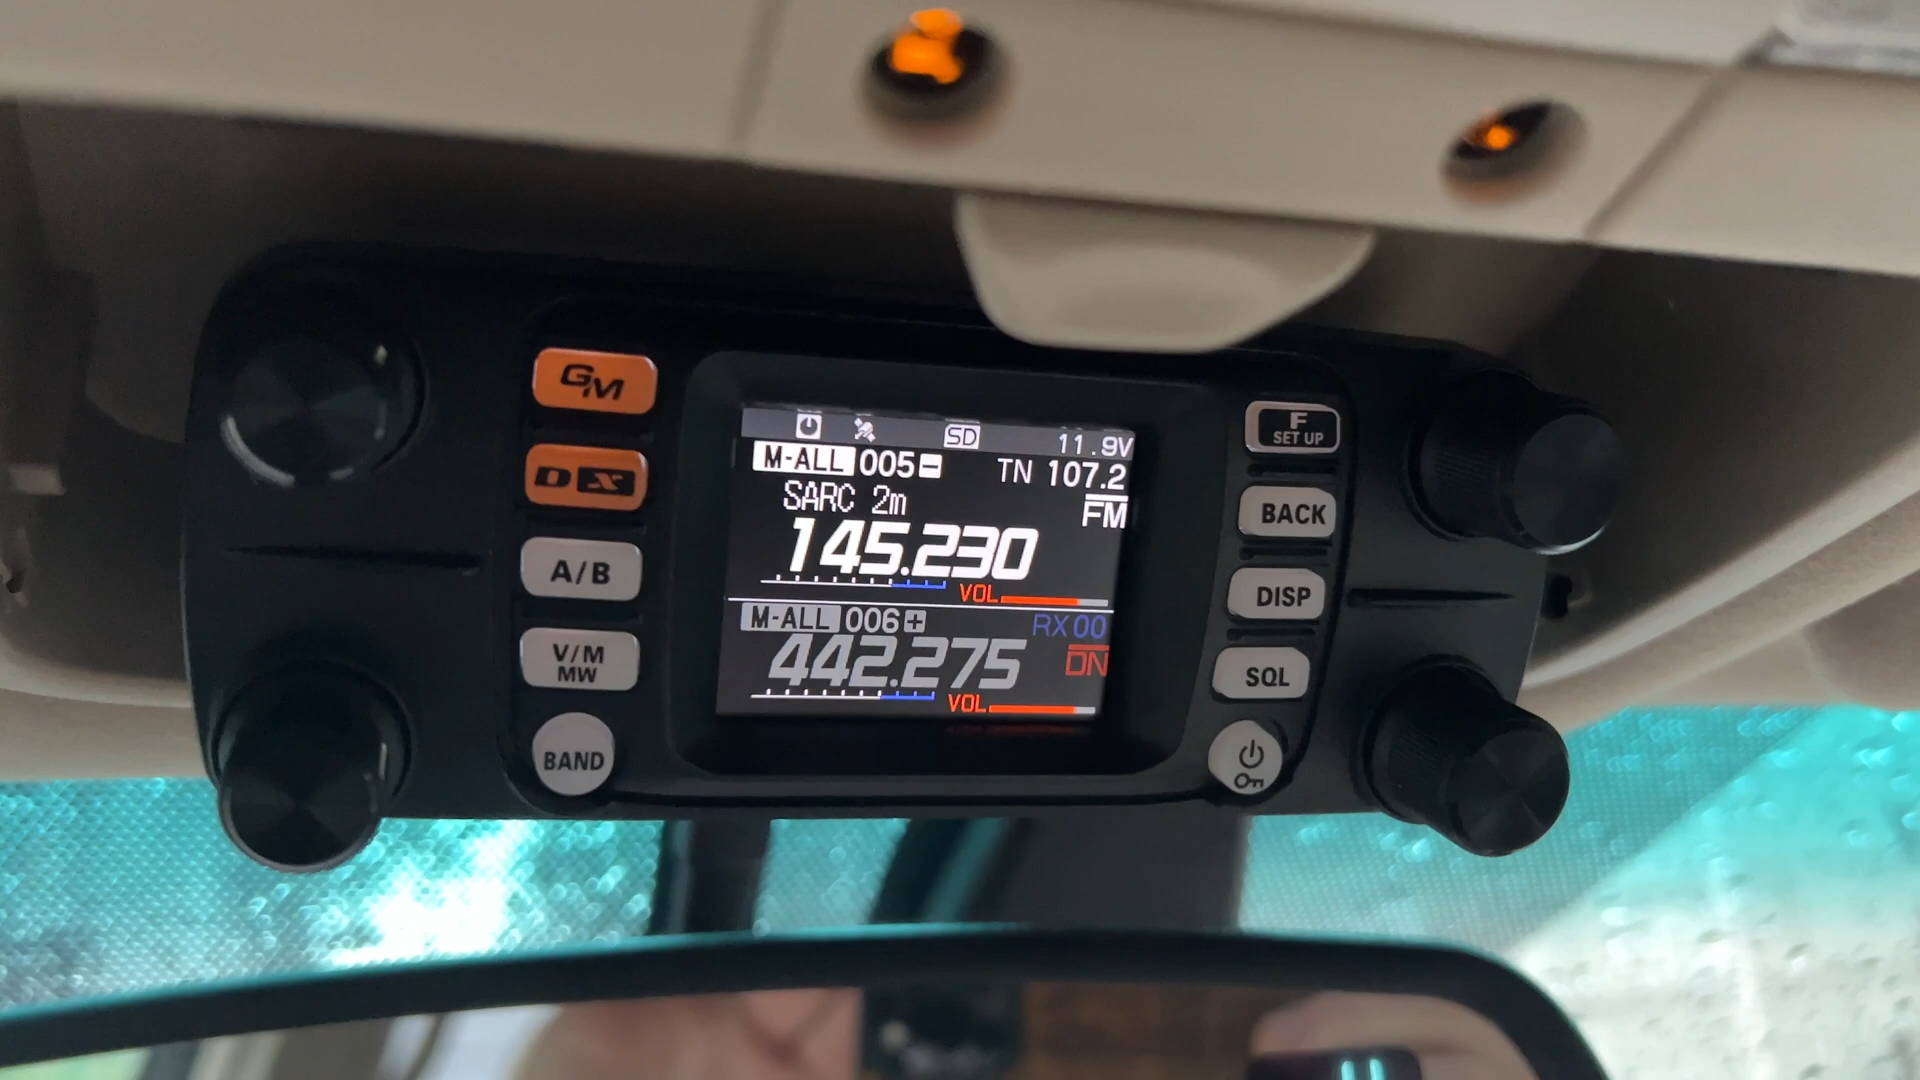 GM
DX
A/B
V/M
MW
BAND
SD 11.9V
M-ALL 005 - TN 107.2
SARC 2m FM
145.230
VOL
M-ALL 006 + RX 00
442.275 DN
VOL
F
SET UP
BACK
DISP
SQL